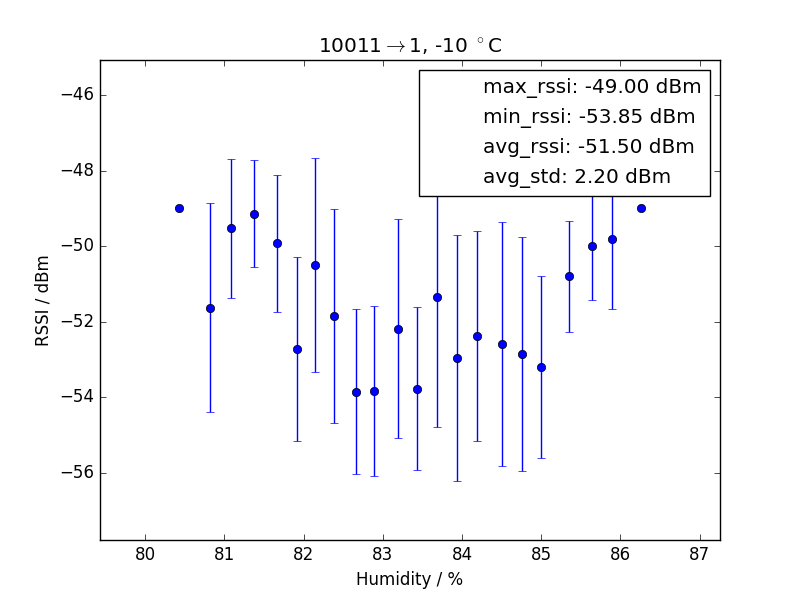 10011→1, -10 °C
max_rssi: -49.00 dBm
min_rssi: -53.85 dBm
avg_rssi: -51.50 dBm
avg_std: 2.20 dBm
RSSI / dBm
−46
−48
−50
−52
−54
−56
80 81 82 83 84 85 86 87
Humidity / %